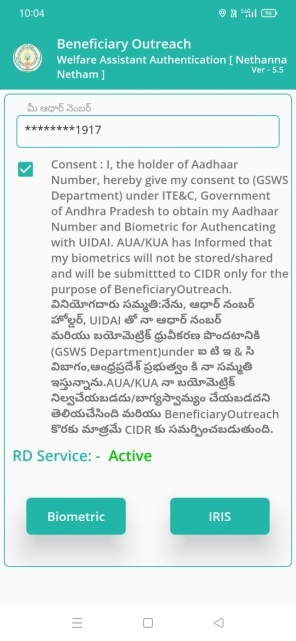 10:04
Beneficiary Outreach
Welfare Assistant Authentication [ Nethanna
Netham ]
Ver - 5.5
మీ ఆధార్ నెంబర్
********1917
Consent : I, the holder of Aadhaar
Number, hereby give my consent to (GSWS
Department) under ITE&C, Government
of Andhra Pradesh to obtain my Aadhaar
Number and Biometric for Authencating
with UIDAI. AUA/KUA has Informed that
my biometrics will not be stored/shared
and will be submittted to CIDR only for the
purpose of BeneficiaryOutreach.
వినియోగదారు సమ్మతి:నేను, ఆధార్ నంబర్
హోల్డర్, UIDAI తో నా ఆధార్ నంబర్
మరియు బయోమెట్రిక్ ధ్రువీకరణ పొందటానికి
(GSWS Department)under ఐ టి ఇ & సి
విభాగం,ఆంధ్రప్రదేశ్ ప్రభుత్వం కి నా సమ్మతి
ఇస్తున్నాను.AUA/KUA నా బయోమెట్రిక్
నిల్వచేయబడదు/బాగ్యస్వామ్యం చేయబడదని
తెలియచేసింది మరియు BeneficiaryOutreach
కొరకు మాత్రమే CIDR కు సమర్పించబడుతుంది.
RD Service: - Active
Biometric
IRIS